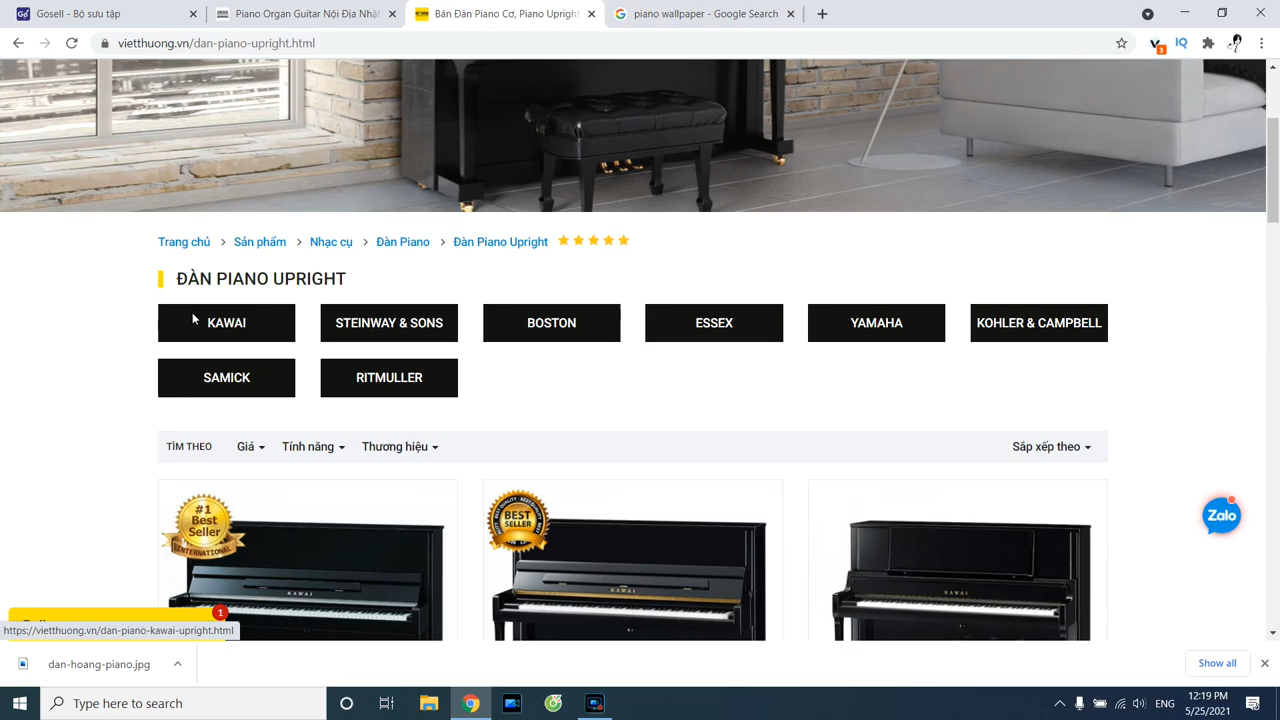 Gosell - Bộ sưu tập
Piano Organ Guitar Nội Địa Nhật
Bán Đàn Piano Cơ, Piano Upright
piano wallpaper - Google Search
vietthuong.vn/dan-piano-upright.html
3
IQ
Trang chủ > Sản phẩm > Nhạc cụ > Đàn Piano > Đàn Piano Upright
ĐÀN PIANO UPRIGHT
KAWAI
STEINWAY & SONS
BOSTON
ESSEX
YAMAHA
KOHLER & CAMPBELL
SAMICK
RITMULLER
TÌM THEO
Giá
Tính năng
Thương hiệu
Sắp xếp theo
#1
Best
Seller
INTERNATIONAL
BEST
SELLER
KAWAI
KAWAI
KAWAI
Zalo
1
https://vietthuong.vn/dan-piano-kawai-upright.html
dan-hoang-piano.jpg
Show all
Type here to search
ENG
12:19 PM
5/25/2021